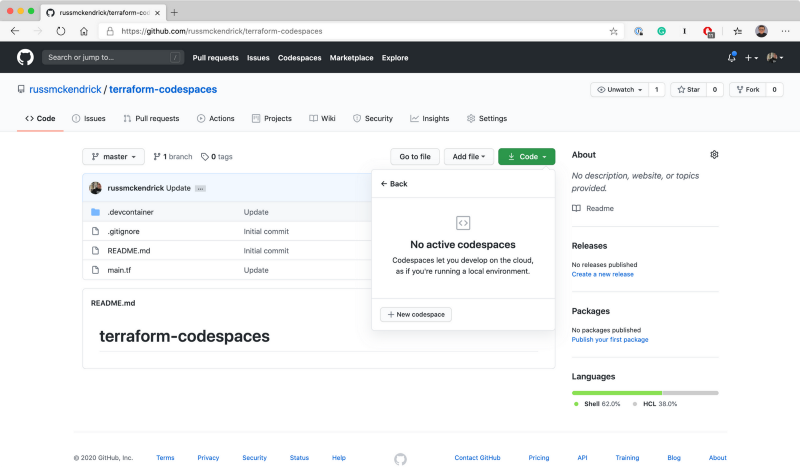 russmckendrick/terraform-cod
https://github.com/russmckendrick/terraform-codespaces
Search or jump to...
/
Pull requests
Issues
Codespaces
Marketplace
Explore
russmckendrick / terraform-codespaces
Unwatch
1
Star
0
Fork
0
Code
Issues
Pull requests
Actions
Projects
Wiki
Security
Insights
Settings
master
1 branch
0 tags
Go to file
Add file
Code
russmckendrick Update
.devcontainer
Update
.gitignore
Initial commit
README.md
Initial commit
main.tf
Update
Back
No active codespaces
Codespaces let you develop on the cloud,
as if you're running a local environment.
New codespace
README.md
terraform-codespaces
About
No description, website, or topics
provided.
Readme
Releases
No releases published
Create a new release
Packages
No packages published
Publish your first package
Languages
Shell 62.0%
HCL 38.0%
© 2020 GitHub, Inc.
Terms
Privacy
Security
Status
Help
Contact GitHub
Pricing
API
Training
Blog
About